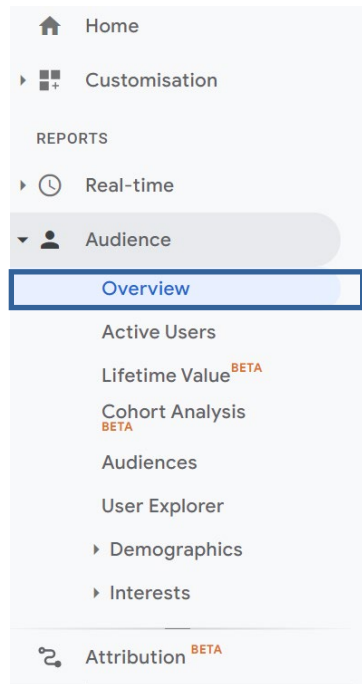 Home
Customisation
REPORTS
Real-time
Audience
Overview
Active Users
Lifetime Value BETA
Cohort Analysis
BETA
Audiences
User Explorer
Demographics
Interests
Attribution BETA